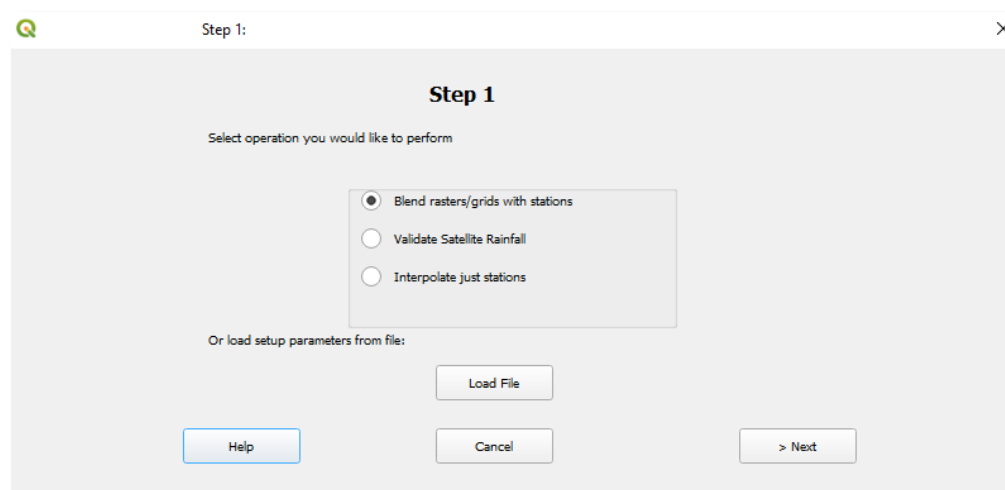 Step 1:
Step 1
Select operation you would like to perform
Blend rasters/grids with stations
Validate Satellite Rainfall
Interpolate just stations
Or load setup parameters from file:
Load File
Help
Cancel
> Next